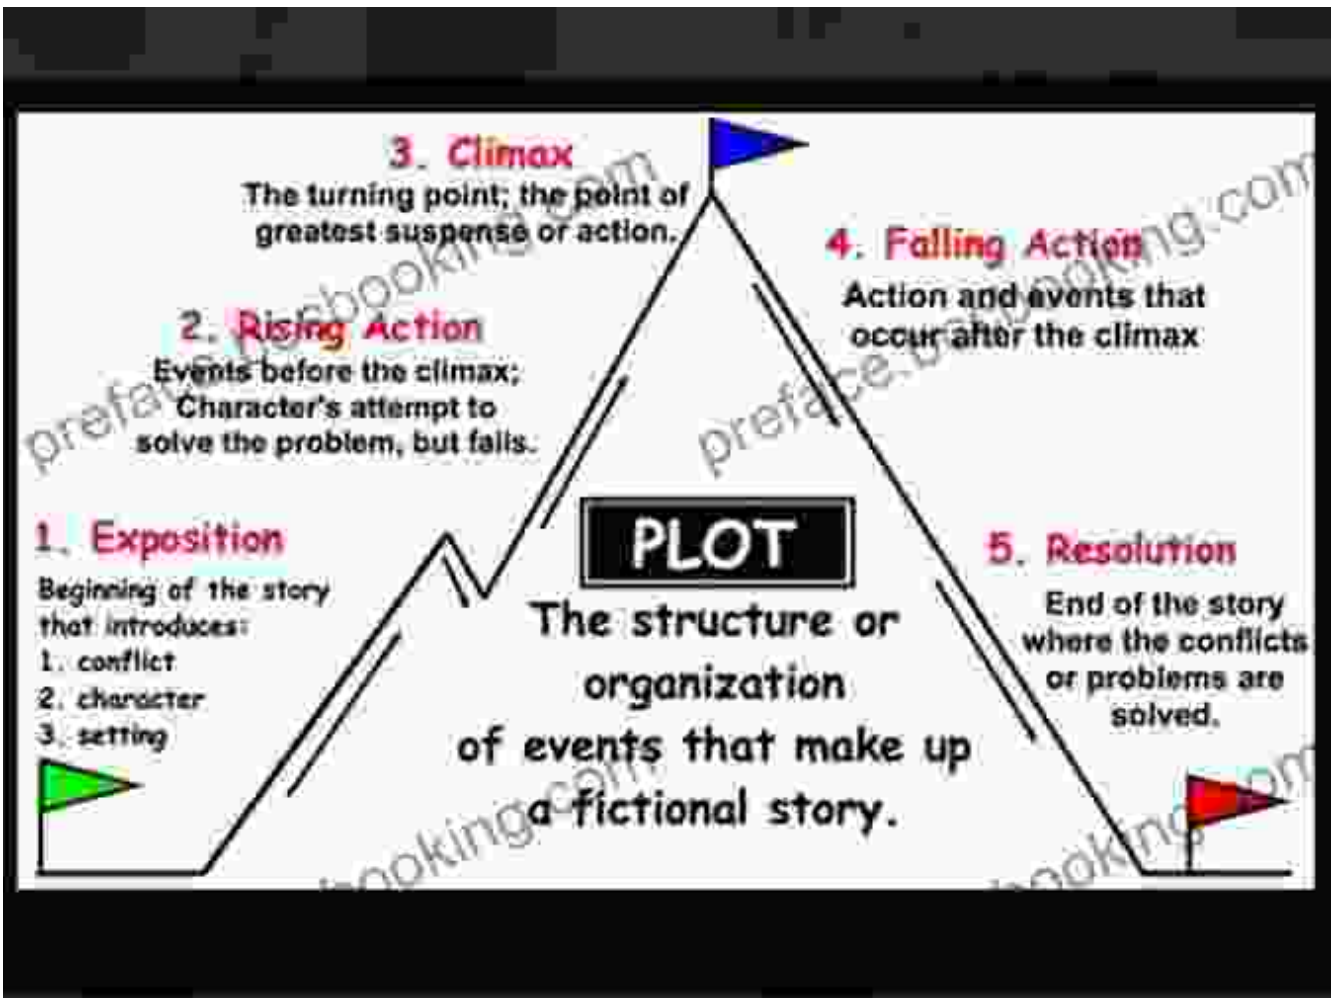 3. Climax
The turning point; the point of
greatest suspense or action.
4. Falling Action
Action and events that
occur after the climax
2. Rising Action
Events before the climax;
Character's attempt to
solve the problem, but fails.
1. Exposition
Beginning of the story
that introduces:
1. conflict
2. character
3. setting
PLOT
The structure or
organization
of events that make up
a fictional story.
5. Resolution
End of the story
where the conflicts
or problems are
solved.